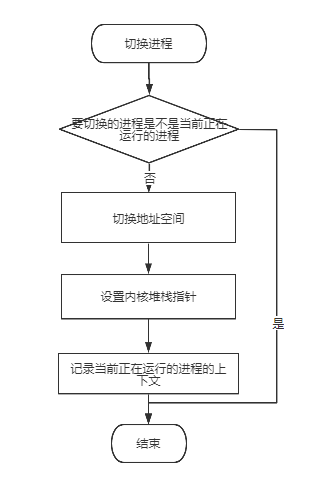 切换进程
要切换的进程是不是当前正在
运行的进程
否
切换地址空间
设置内核堆栈指针
是
记录当前正在运行的进程的上
下文
结束